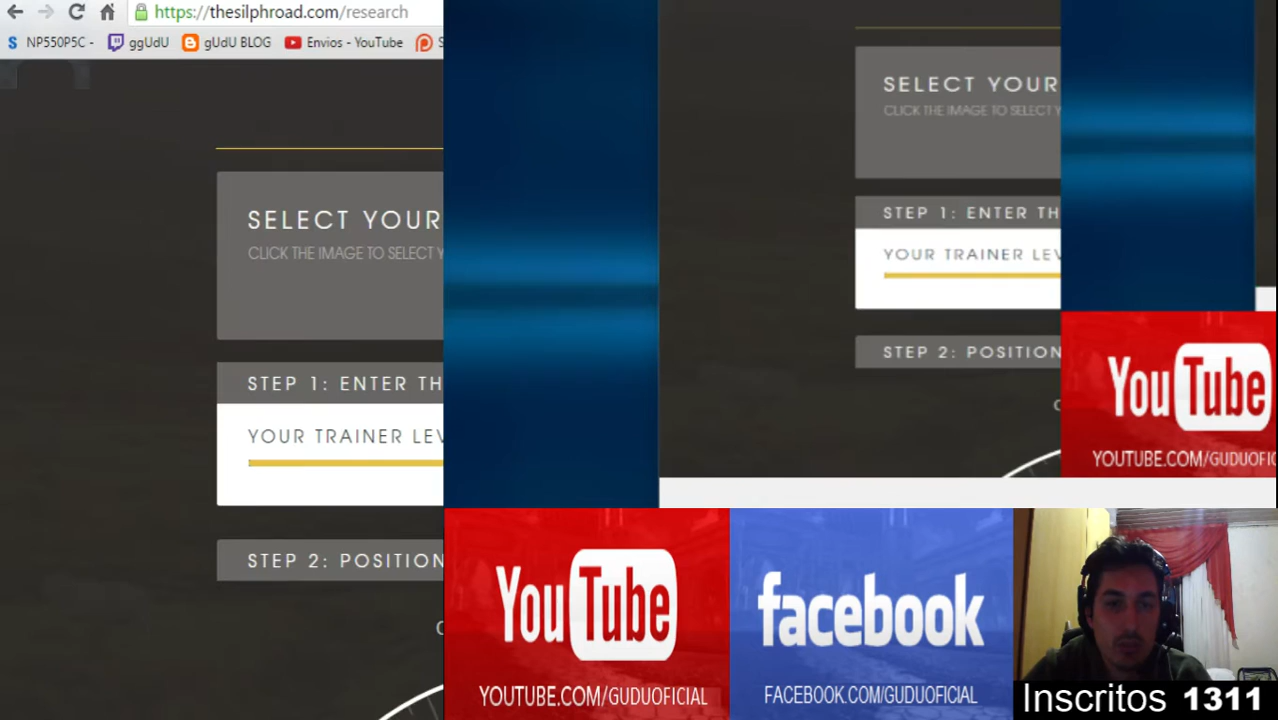 https://thesilphroad.com/research
NP550P5C -
ggUdU
gUdU BLOG
Envios - YouTube
SELECT YOUR
CLICK THE IMAGE TO SELECT Y
STEP 1: ENTER TH
YOUR TRAINER LEV
STEP 2: POSITION
SELECT YOUR
CLICK THE IMAGE TO SELECT Y
STEP 1: ENTER TH
YOUR TRAINER LEV
STEP 2: POSITION
YouTube
YOUTUBE.COM/GUDUOFIC
YouTube
YOUTUBE.COM/GUDUOFICIAL
facebook
FACEBOOK.COM/GUDUOFICIAL
Inscritos 1311